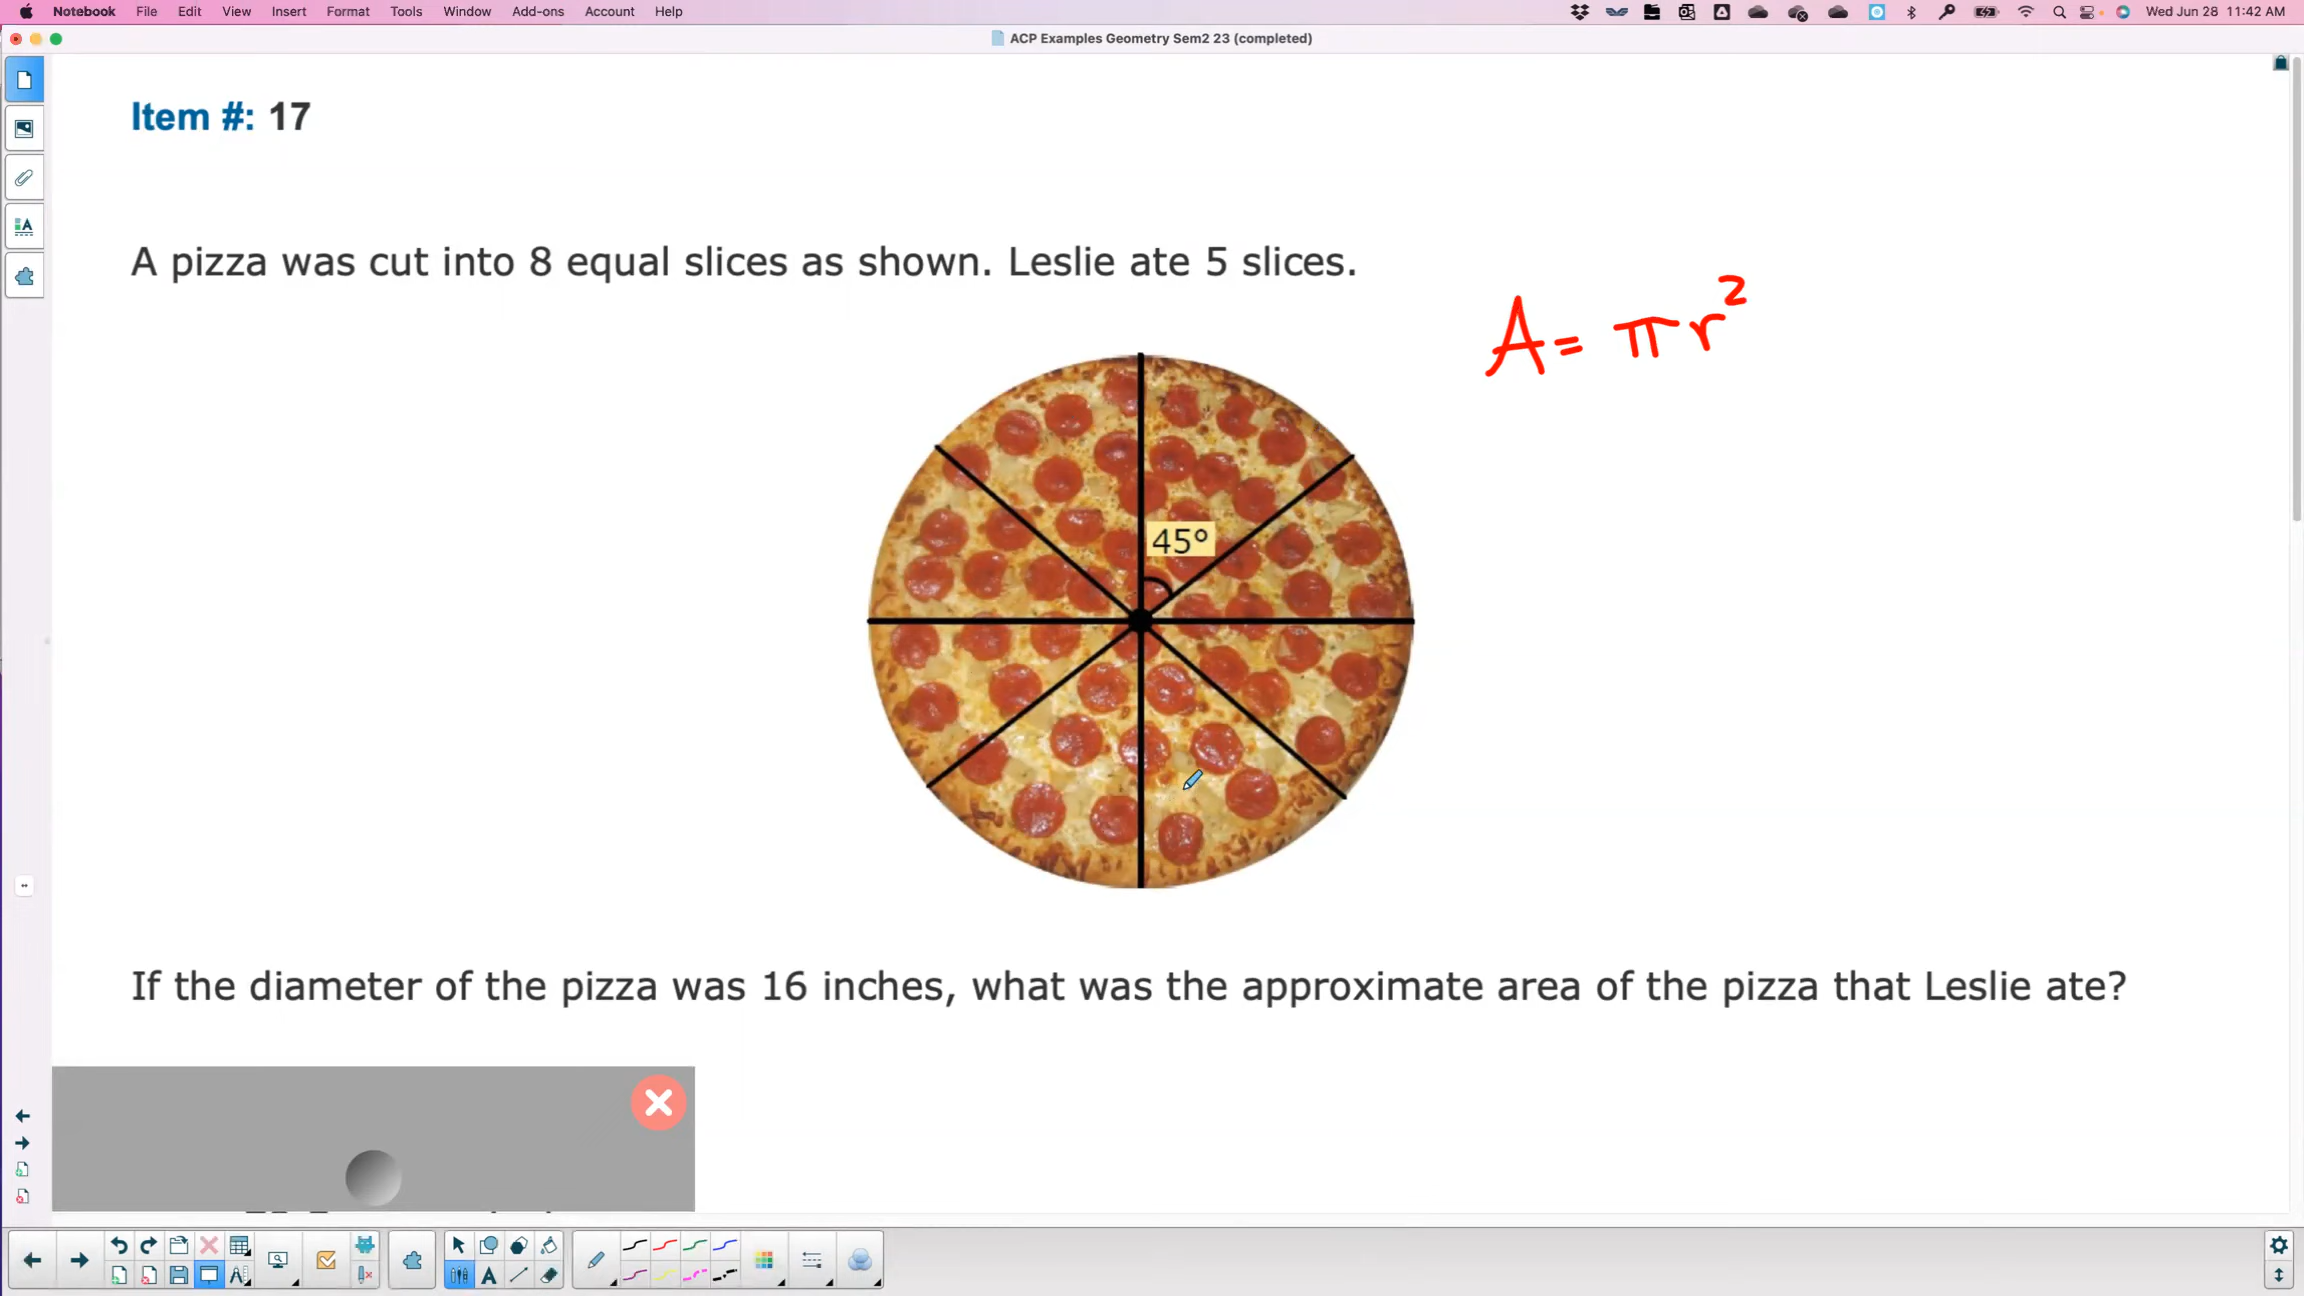 Notebook File Edit View Insert Format Tools Window Add-ons Account Help Wed Jun 28 11:42 AM
ACP Examples Geometry Sem2 23 (completed)
Item #: 17
A pizza was cut into 8 equal slices as shown. Leslie ate 5 slices.
A = πr²
45°
If the diameter of the pizza was 16 inches, what was the approximate area of the pizza that Leslie ate?